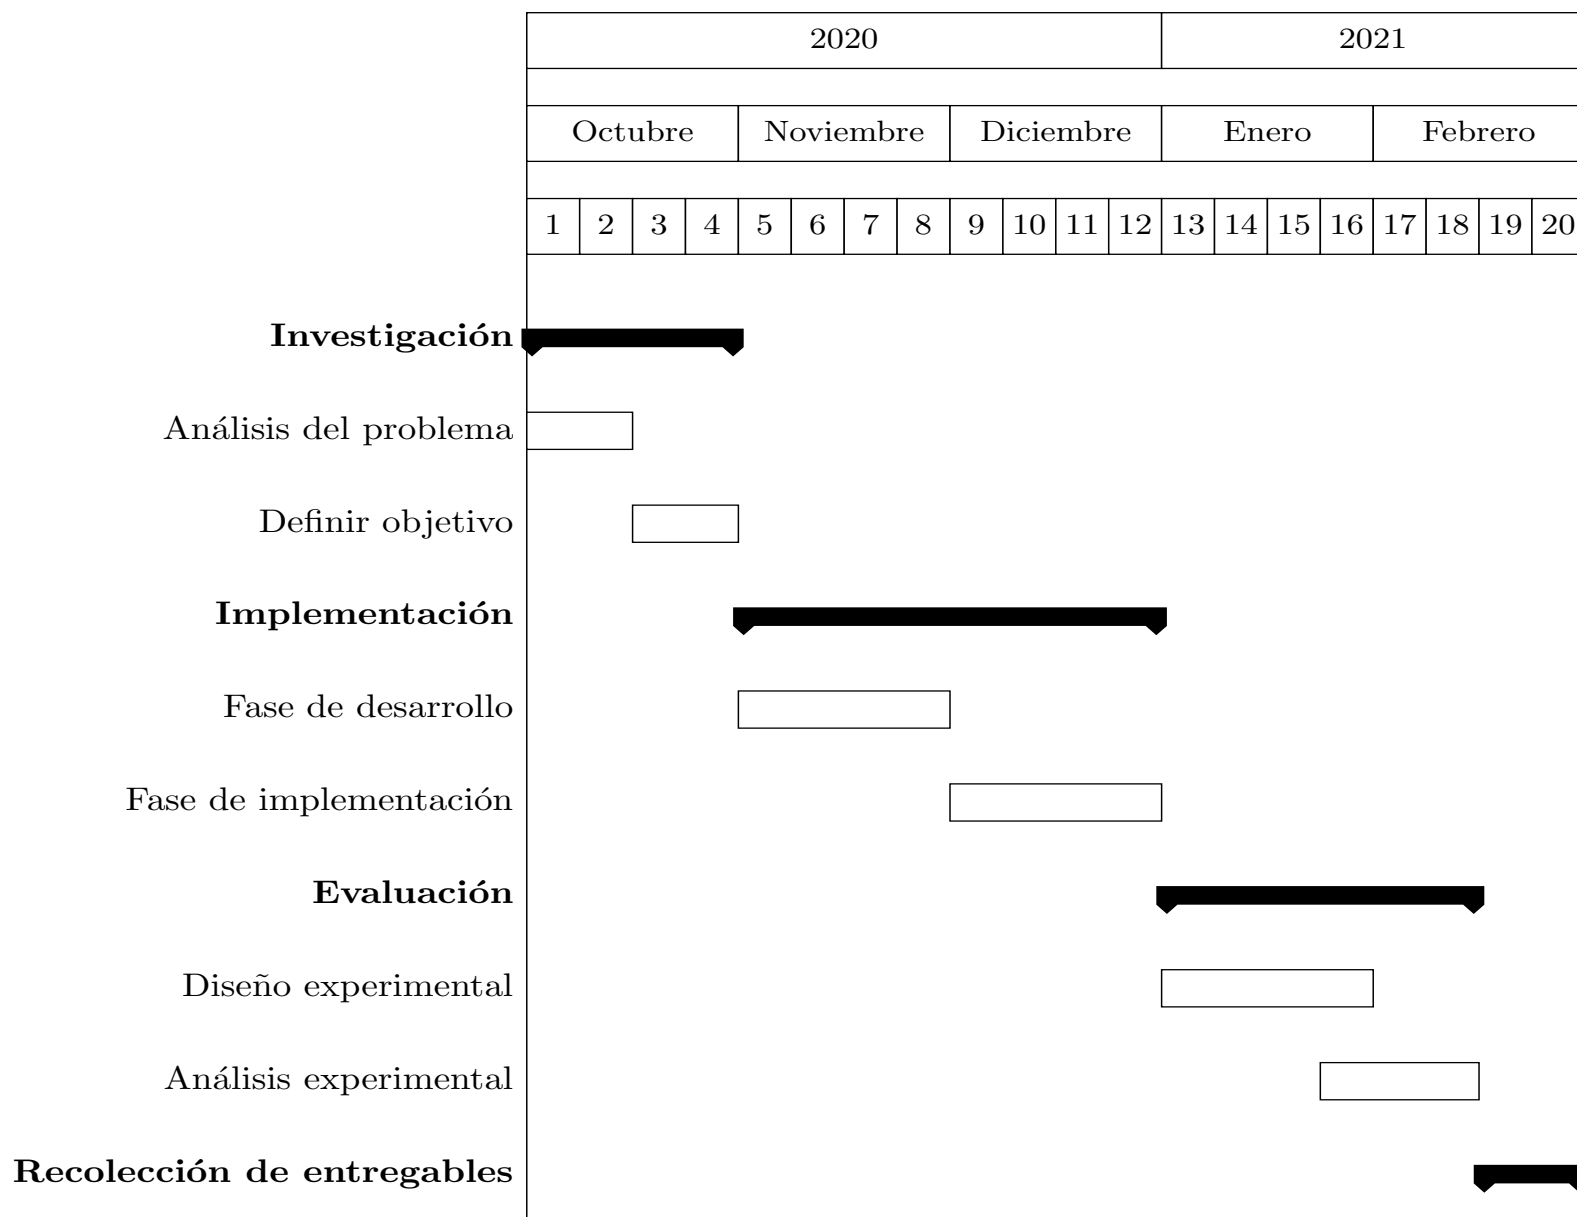 2020 2021
Octubre Noviembre Diciembre Enero Febrero
1 2 3 4 5 6 7 8 9 10 11 12 13 14 15 16 17 18 19 20
Investigación
Análisis del problema
Definir objetivo
Implementación
Fase de desarrollo
Fase de implementación
Evaluación
Diseño experimental
Análisis experimental
Recolección de entregables